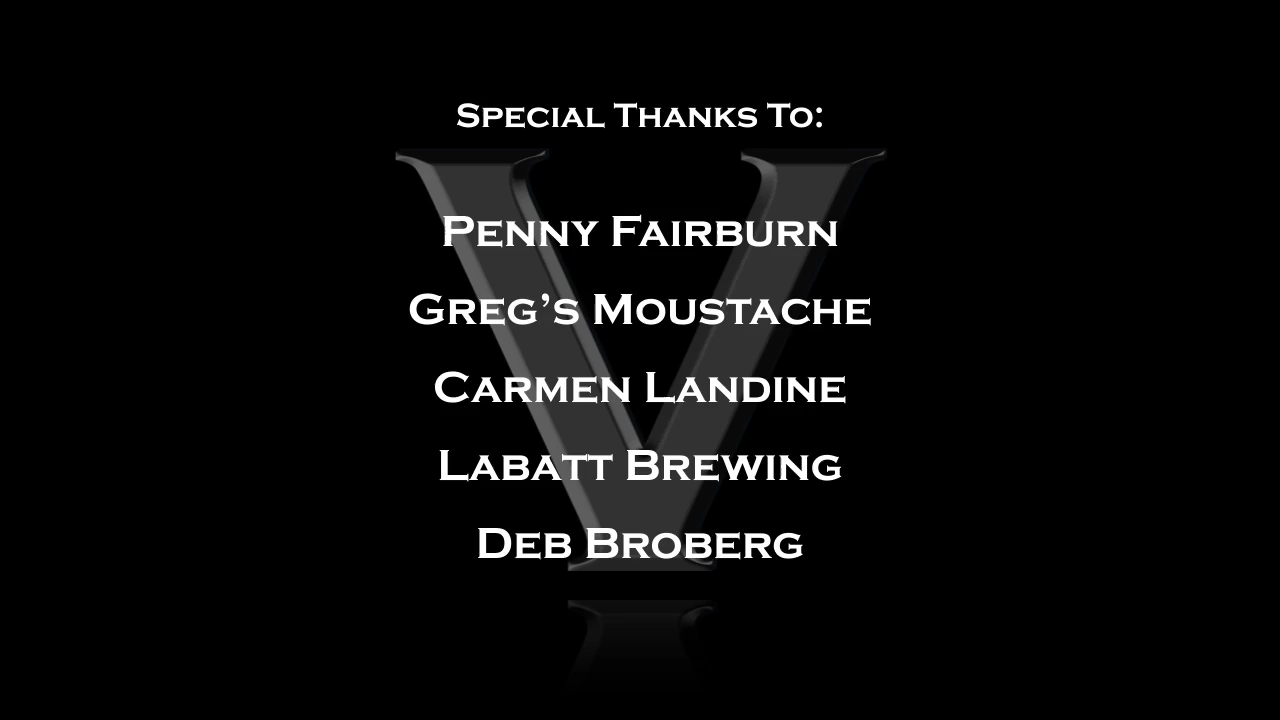 Special Thanks To:
V
Penny Fairburn
Greg's Moustache
Carmen Landine
Labatt Brewing
Deb Broberg